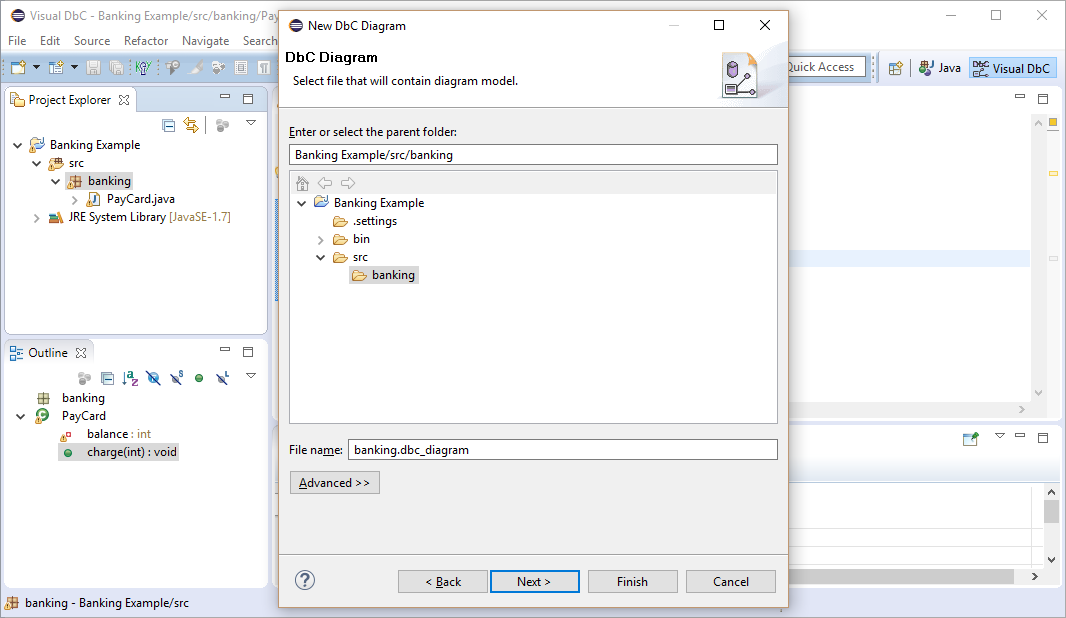 Visual DbC - Banking Example/src/banking/Pay
File Edit Source Refactor Navigate Search
Quick Access
Java
Visual DbC
Project Explorer
Banking Example
src
banking
PayCard.java
JRE System Library [JavaSE-1.7]
Outline
banking
PayCard
balance : int
charge(int) : void
banking - Banking Example/src
New DbC Diagram
DbC Diagram
Select file that will contain diagram model.
Enter or select the parent folder:
Banking Example/src/banking
Banking Example
.settings
bin
src
banking
File name: banking.dbc_diagram
Advanced >>
< Back Next > Finish Cancel